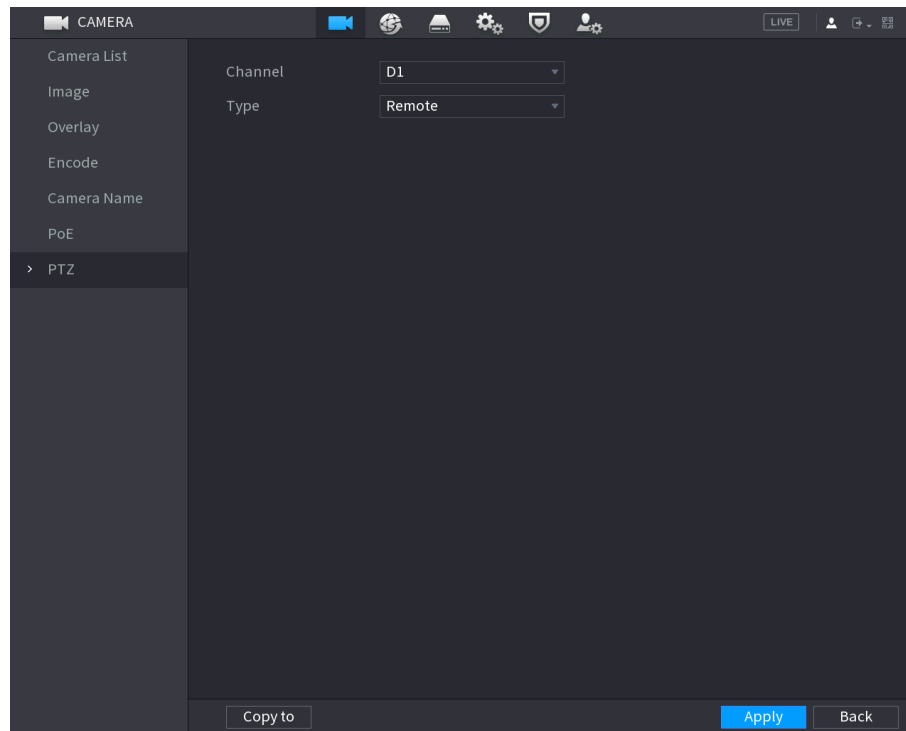 CAMERA
LIVE
Camera List
Image
Overlay
Encode
Camera Name
PoE
> PTZ
Channel D1
Type Remote
Copy to Apply Back